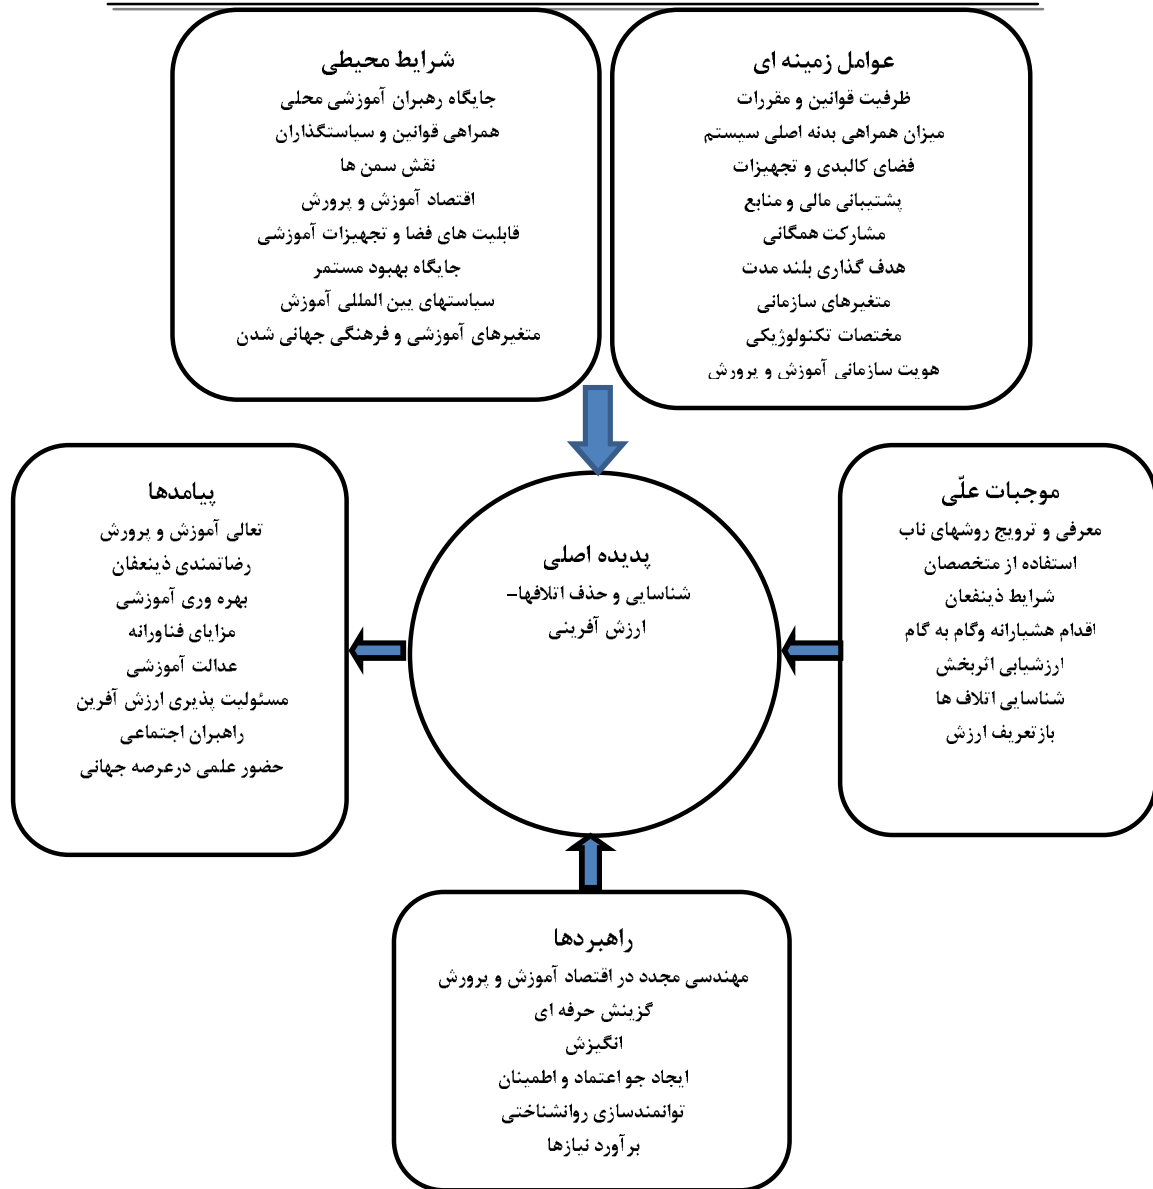 عوامل زمینه ای
ظرفیت قوانین و مقررات
میزان همراهی بدنه اصلی سیستم
فضای کالبدی و تجهیزات
پشتیبانی مالی و منابع
مشارکت همگانی
هدف گذاری بلند مدت
متغیرهای سازمانی
مختصات تکنولوژیکی
هویت سازمانی آموزش و پرورش
شرایط محیطی
جایگاه رهبران آموزشی محلی
همراهی قوانین و سیاستگذاران
نقش سمن ها
اقتصاد آموزش و پرورش
قابلیت های فضا و تجهیزات آموزشی
جایگاه بهبود مستمر
سیاستهای بین المللی آموزش
متغیرهای آموزشی و فرهنگی جهانی شدن
موجبات علّی
معرفی و ترویج روشهای ناب
استفاده از متخصصان
شرایط ذینفعان
اقدام هشیارانه وگام به گام
ارزشیابی اثربخش
شناسایی اتلاف ها
بازتعریف ارزش
پدیده اصلی
شناسایی و حذف اتلافها-
ارزش آفرینی
پیامدها
تعالی آموزش و پرورش
رضاتمندی ذینعفان
بهره وری آموزشی
مزایای فناورانه
عدالت آموزشی
مسئولیت پذیری ارزش آفرین
راهبران اجتماعی
حضور علمی درعرصه جهانی
راهبردها
مهندسی مجدد در اقتصاد آموزش و پرورش
گزینش حرفه ای
انگیزش
ایجاد جو اعتماد و اطمینان
توانمندسازی روانشناختی
برآورد نیازها